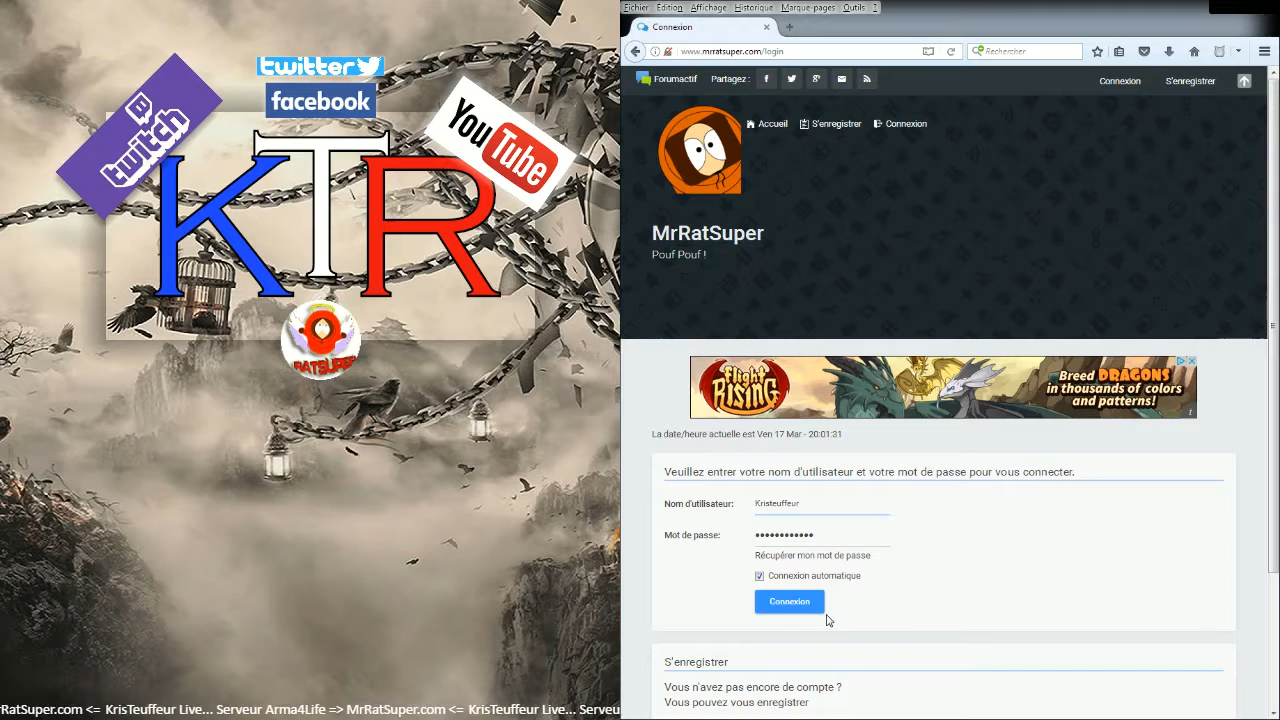 twitter
facebook
twitch
You Tube
KTR
RATSUPER
RatSuper.com <= KrisTeuffeur Live... Serveur Arma4Life => MrRatSuper.com <= KrisTeuffeur Live... Serveu
Fichier Édition Affichage Historique Marque-pages Outils ?
Connexion
www.mrratsuper.com/login
Rechercher
Forumactif Partagez : Connexion S'enregistrer
Accueil S'enregistrer Connexion
MrRatSuper
Pouf Pouf !
Flight RISING
Breed DRAGONS
in thousands of colors
and patterns!
La date/heure actuelle est Ven 17 Mar - 20:01:31
Veuillez entrer votre nom d'utilisateur et votre mot de passe pour vous connecter.
Nom d'utilisateur: Kristeuffeur
Mot de passe: ••••••••••••
Récupérer mon mot de passe
Connexion automatique
Connexion
S'enregistrer
Vous n'avez pas encore de compte ?
Vous pouvez vous enregistrer